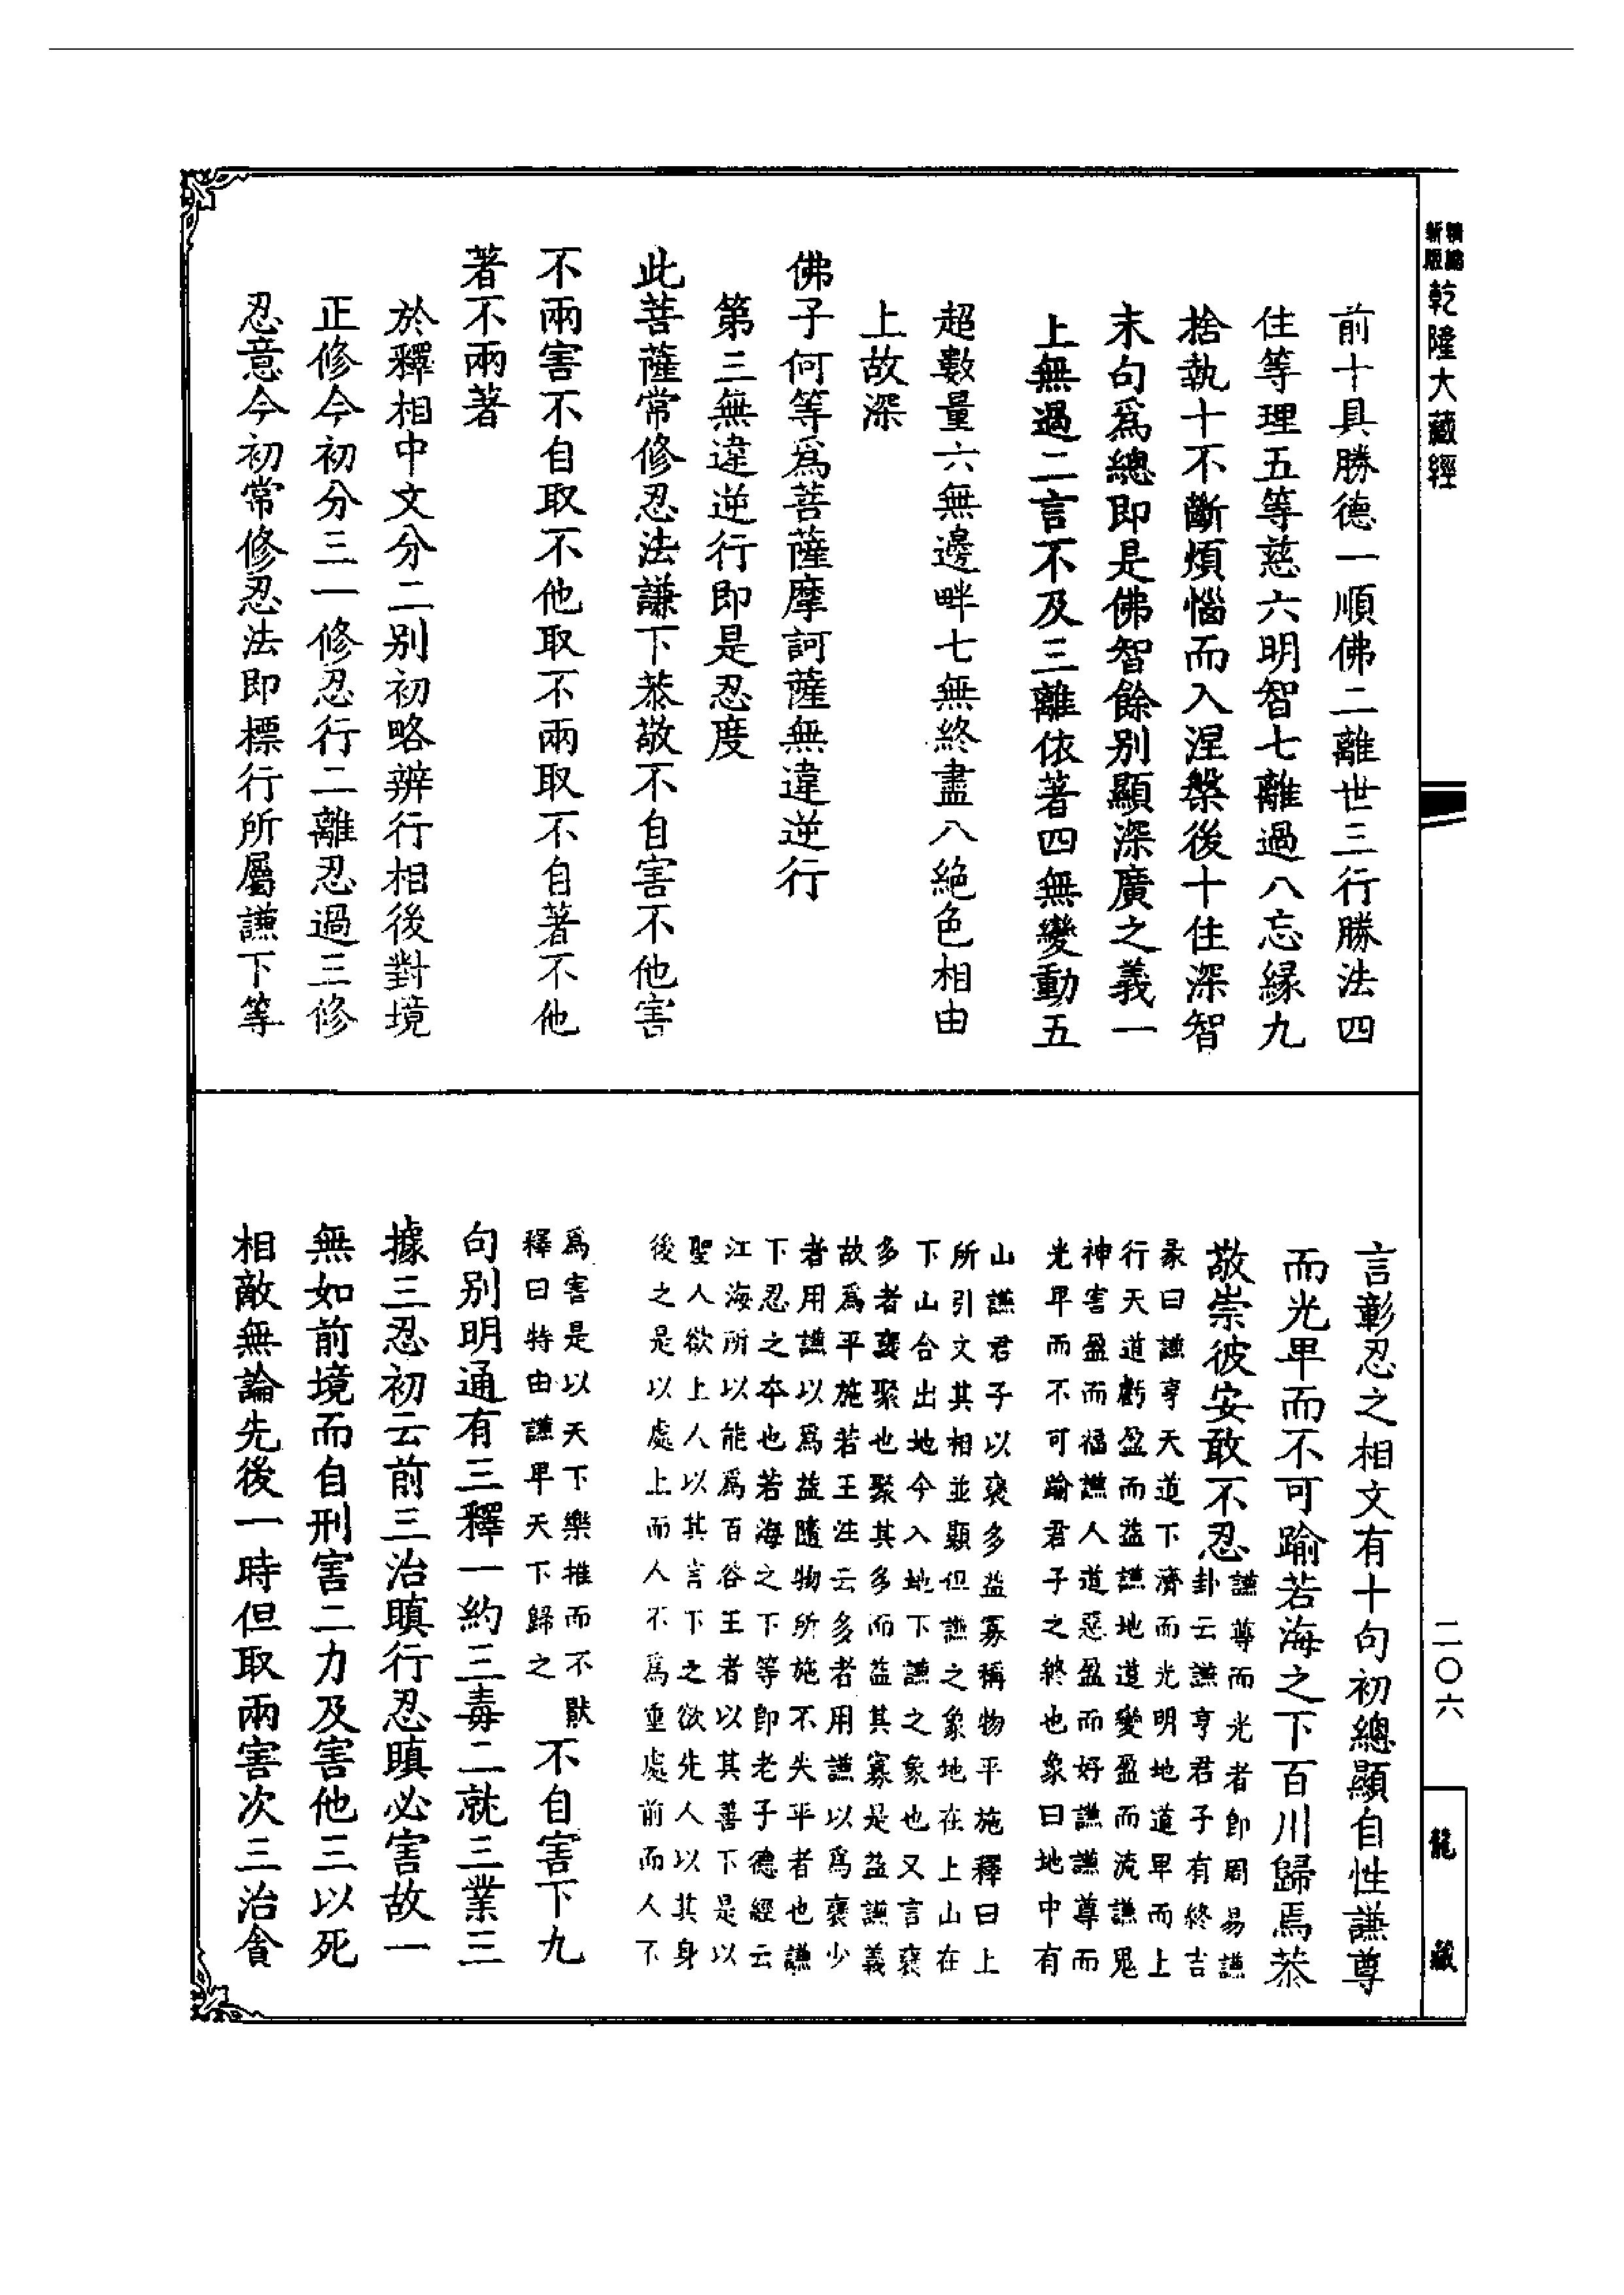 新版
精編
乾隆大藏經
前十具勝德一順佛二離世三行勝法四
住等理五等慈六明智七離過八忘緣九
捨執十不斷煩惱而入涅槃後十住深智
末句爲總即是佛智餘別顯深廣之義一
上無過二言不及三離依著四無變動五
超數量六無邊畔七無終盡八絕色相由
上故深
佛子何等爲菩薩摩訶薩無違逆行
第三無違逆行即是忍度
此菩薩常修忍法謙下恭敬不自害不他害
不兩害不自取不他取不兩取不自著不他
著不兩著
於釋相中文分二別初略辨行相後對境
正修今初分三一修忍行二離忍過三修
忍意今初常修忍法即標行所屬謙下等
言彰忍之相文有十句初總顯自性謙尊
而光卑而不可踰若海之下百川歸焉恭
敬崇彼安敢不忍
謙尊而光者即周易謙
卦云謙亨君子有終吉
彖曰謙亨天道下濟而光明地道卑而上
行天道虧盈而益謙地道變盈而流謙鬼
神害盈而福謙人道惡盈而好謙謙尊而
光卑而不可踰君子之終也象曰地中有
山謙君子以裒多益寡稱物平施釋曰上
所引文其相並顯但謙之象地在上山在
下山合出地今入地下謙之象也又言裒
多者裒聚也聚其多而益其寡是益謙義
故爲平施若王注云多者用謙以爲裒少
者用謙以爲益隨物所施不失平者也謙
下忍之本也若海之下等即老子德經云
江海所以能爲百谷王者以其善下是以
聖人欲上人以其言下之欲先人以其身
後之是以處上而人不爲重處前而人不
爲害是以天下樂推而不猒
釋曰特由謙卑天下歸之
不自害下九
句別明通有三釋一約三毒二就三業三
據三忍初云前三治瞋行忍瞋必害故一
無如前境而自刑害二力及害他三以死
相敵無論先後一時但取兩害次三治貪
二〇六
龍藏